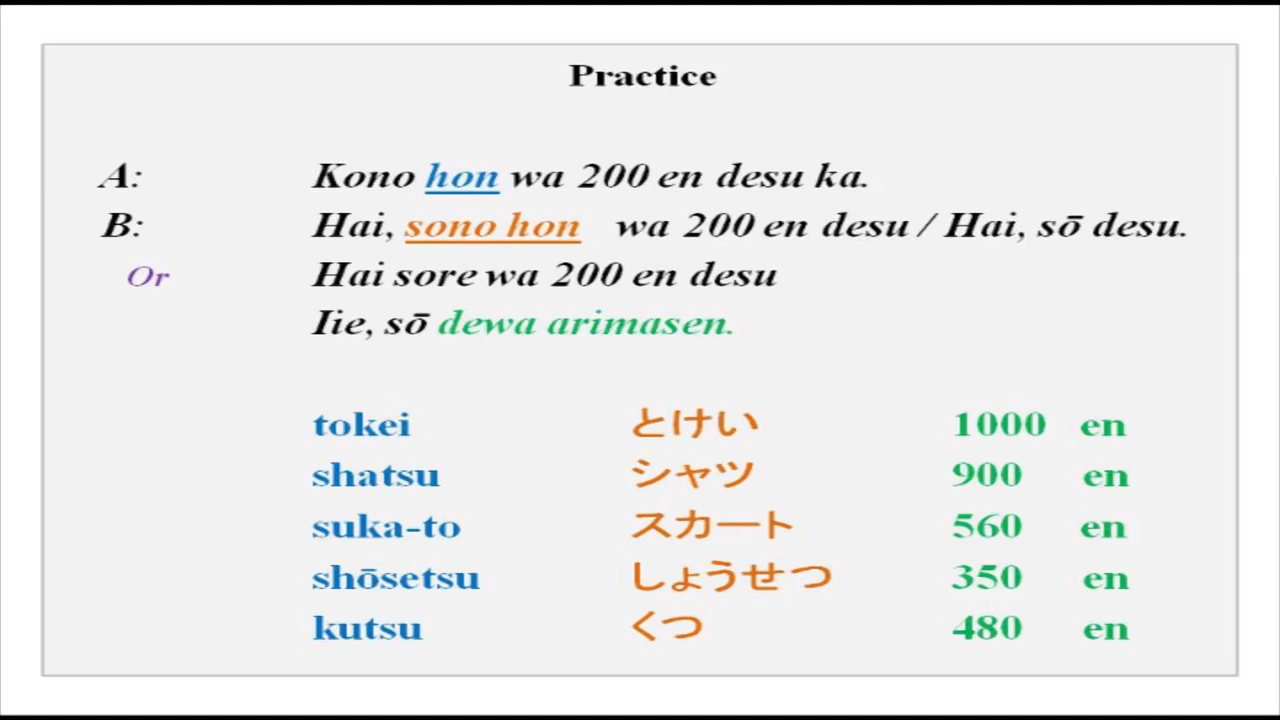 Practice
A: Kono hon wa 200 en desu ka.
B: Hai, sono hon wa 200 en desu / Hai, sō desu.
Or Hai sore wa 200 en desu
Iie, sō dewa arimasen.
tokei とけい 1000 en
shatsu シャツ 900 en
suka-to スカート 560 en
shōsetsu しょうせつ 350 en
kutsu くつ 480 en